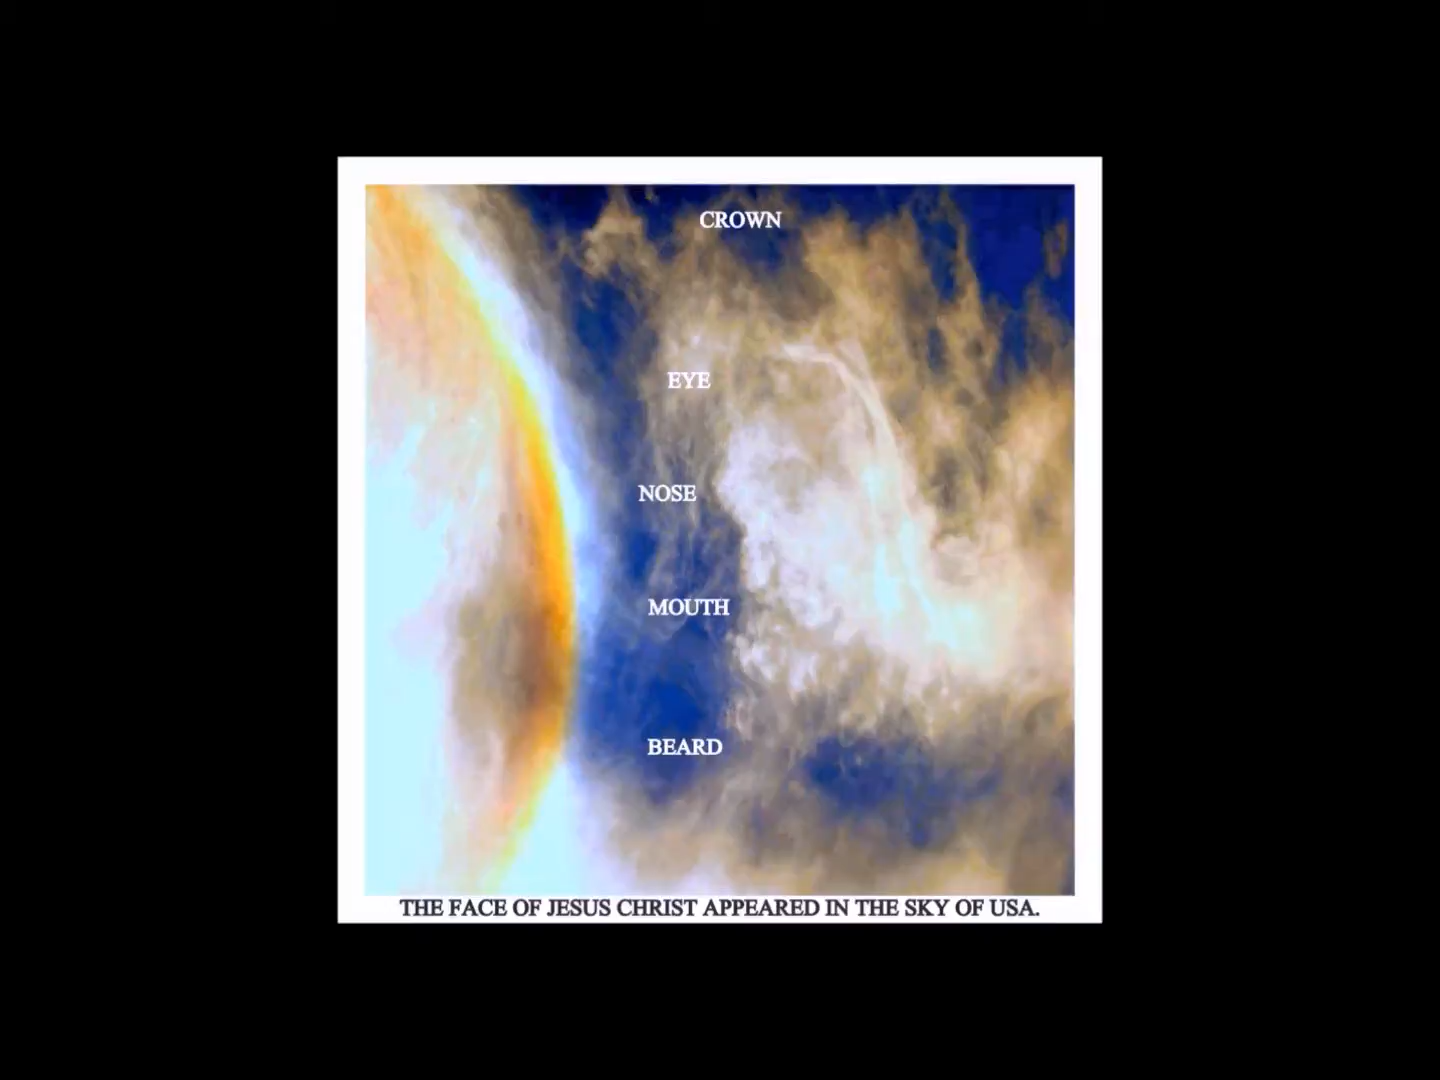 CROWN
EYE
NOSE
MOUTH
BEARD
THE FACE OF JESUS CHRIST APPEARED IN THE SKY OF USA.